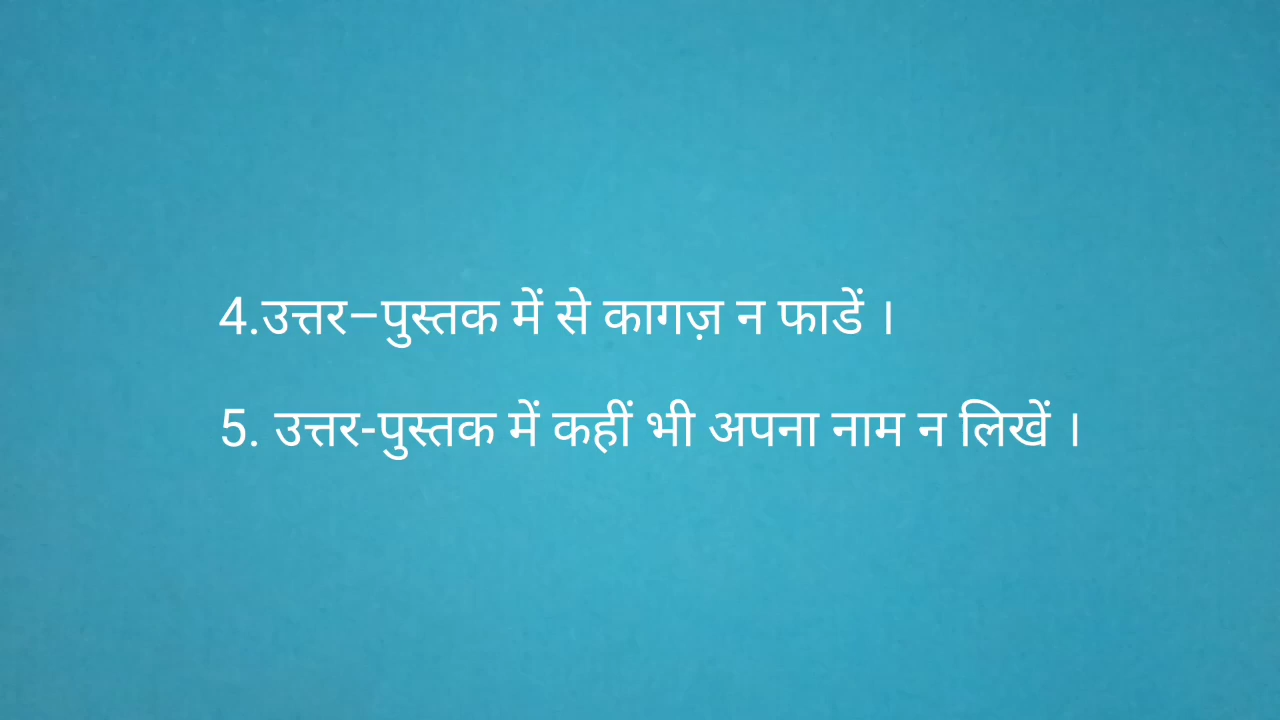 4.उत्तर–पुस्तक में से कागज़ न फाडें ।
5. उत्तर-पुस्तक में कहीं भी अपना नाम न लिखें ।